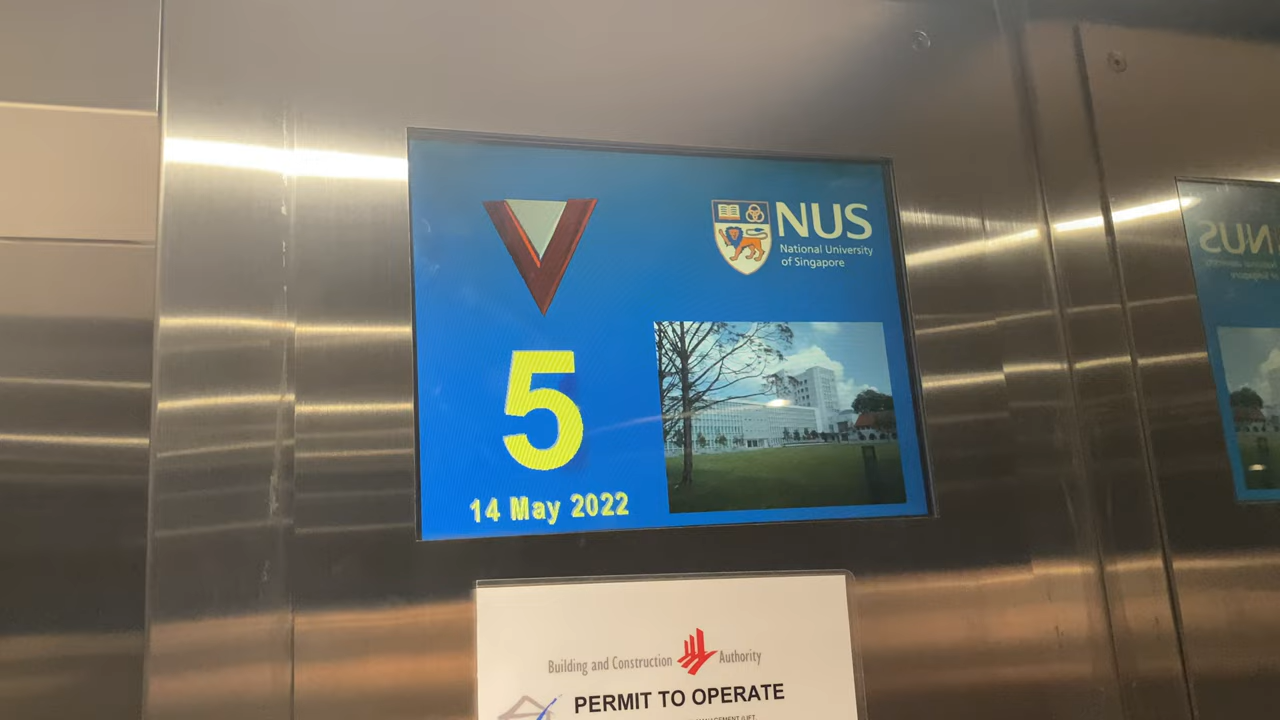 NUS
National University
of Singapore
5
14 May 2022
Building and Construction Authority
PERMIT TO OPERATE